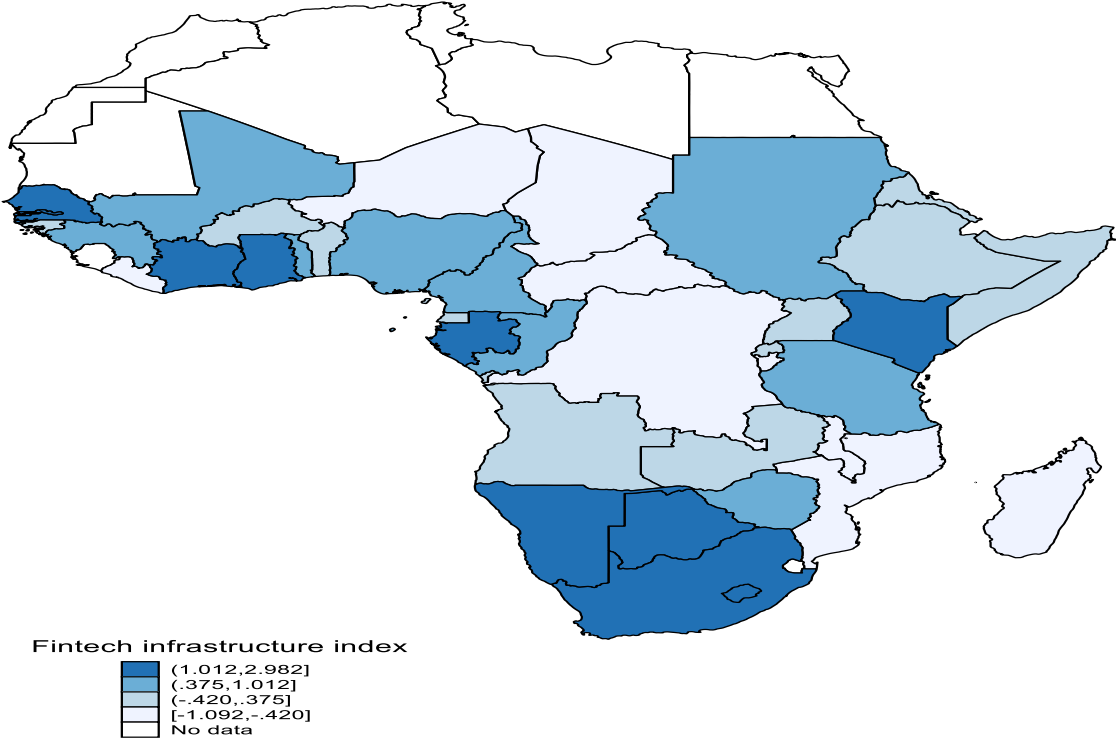 Fintech infrastructure index
(1.012,2.982]
(.375,1.012]
(-.420,.375]
[-1.092,-.420]
No data